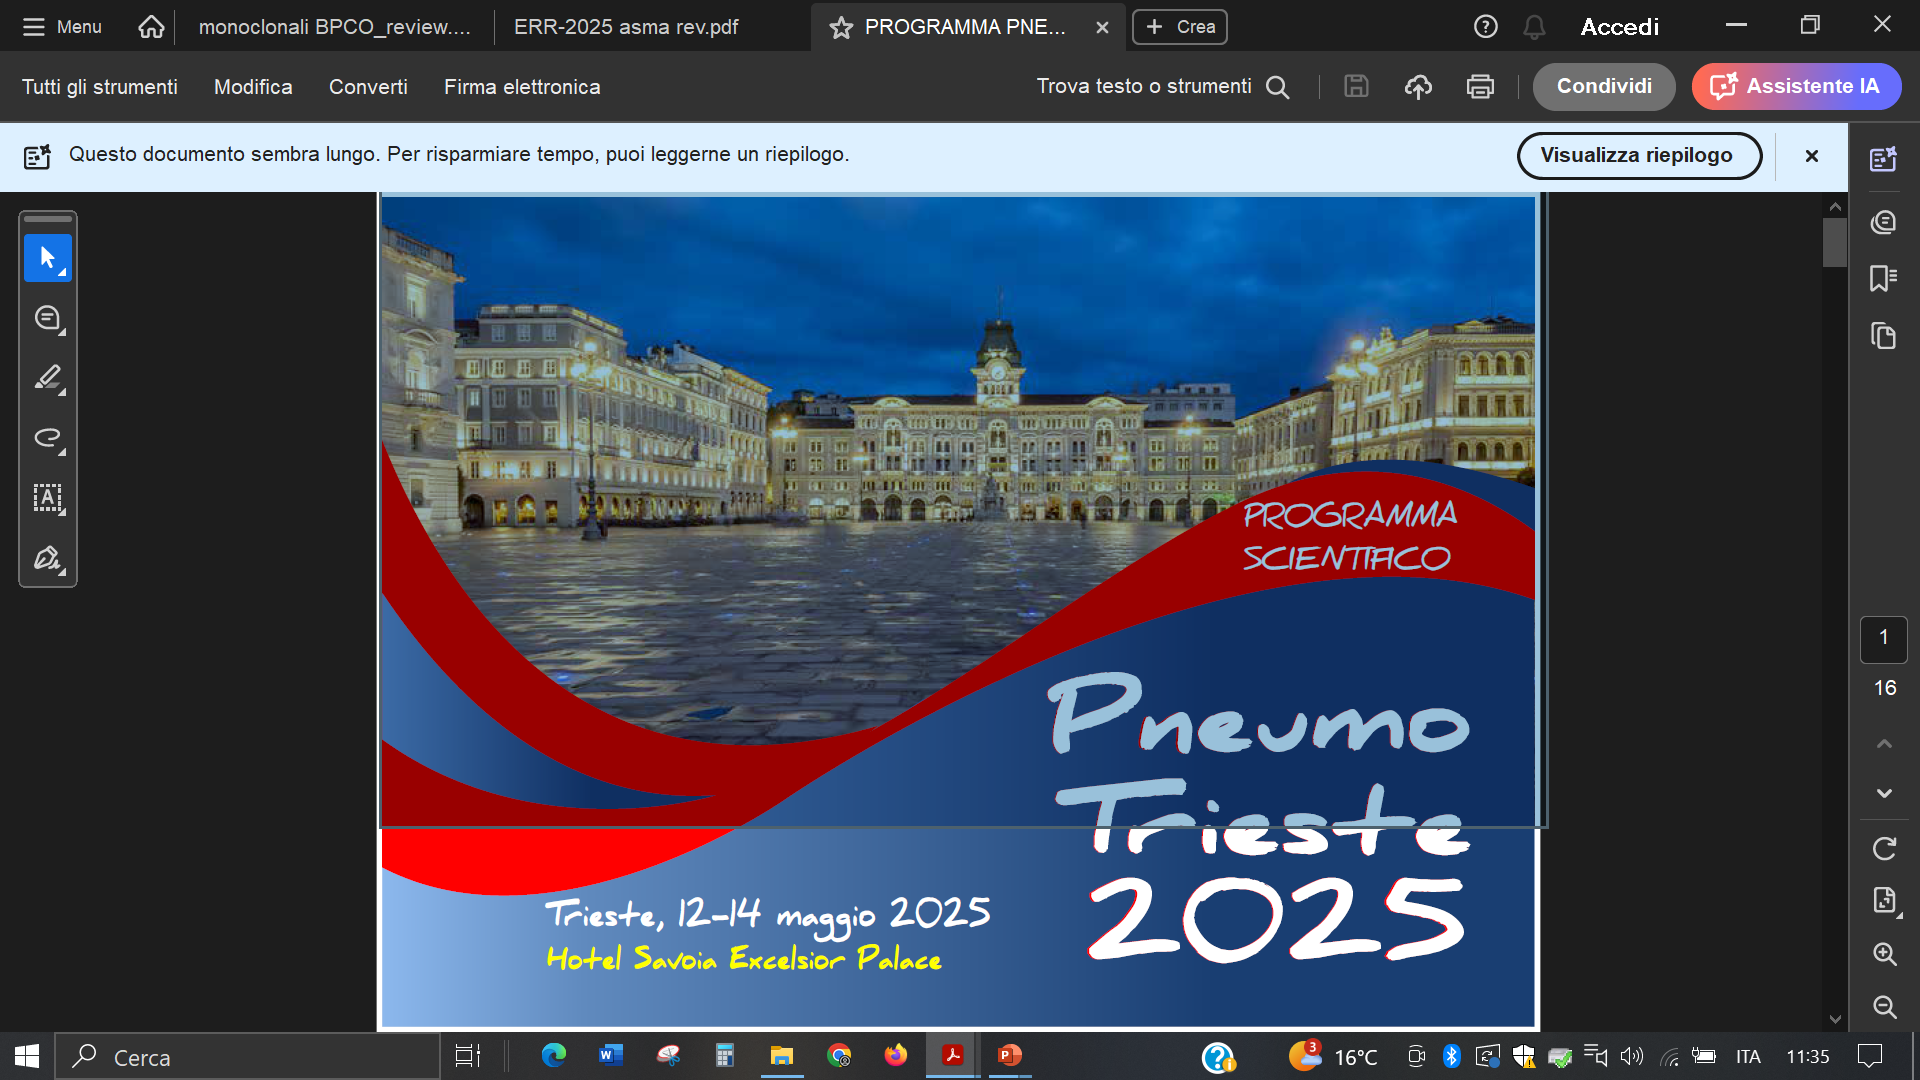 Menu
monoclonali BPCO_review....
ERR-2025 asma rev.pdf
PROGRAMMA PNE...
Crea
Accedi
Tutti gli strumenti
Modifica
Converti
Firma elettronica
Trova testo o strumenti
Condividi
Assistente IA
Questo documento sembra lungo. Per risparmiare tempo, puoi leggerne un riepilogo.
Visualizza riepilogo
PROGRAMMA
SCIENTIFICO
1
16
Pneumo
Trieste
2025
Trieste, 12-14 maggio 2025
Hotel Savoia Excelsior Palace
Cerca
3
16°C
ITA
11:35